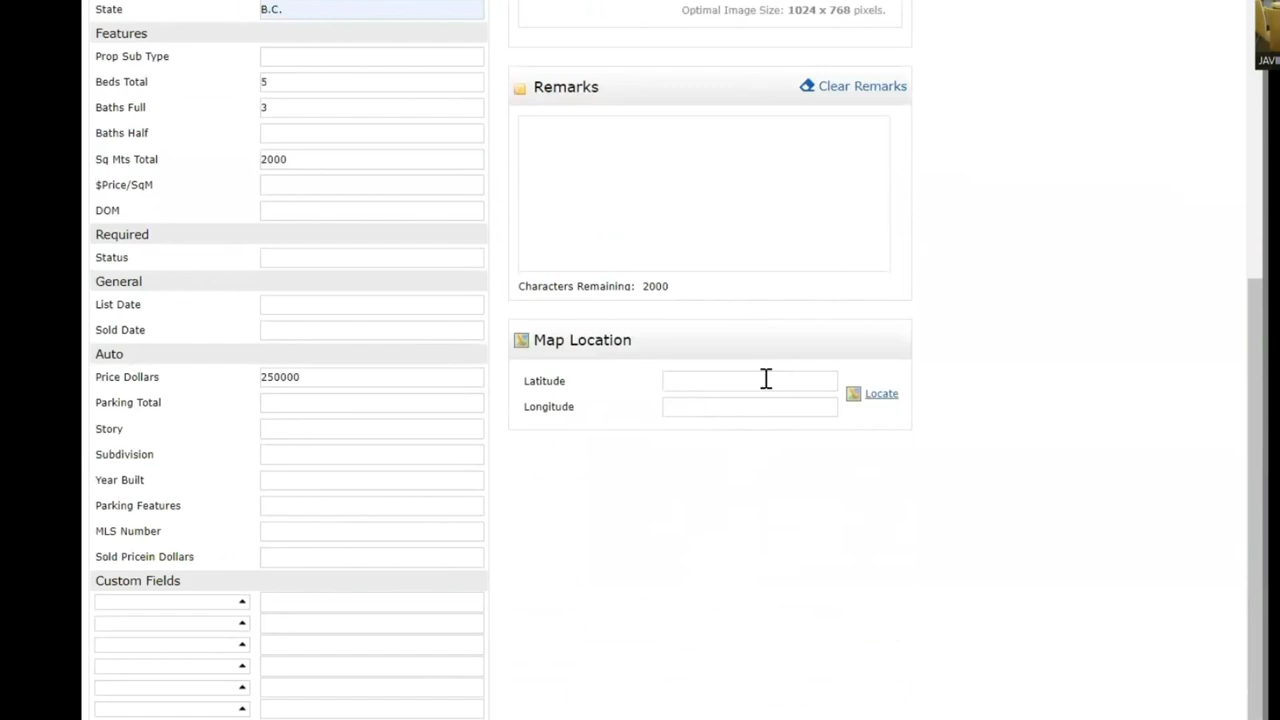 State B.C.
Features
Prop Sub Type
Beds Total 5
Baths Full 3
Baths Half
Sq Mts Total 2000
$Price/SqM
DOM
Required
Status
General
List Date
Sold Date
Auto
Price Dollars 250000
Parking Total
Story
Subdivision
Year Built
Parking Features
MLS Number
Sold Pricein Dollars
Custom Fields
Optimal Image Size: 1024 x 768 pixels.
Remarks Clear Remarks
Characters Remaining: 2000
Map Location
Latitude
Locate
Longitude